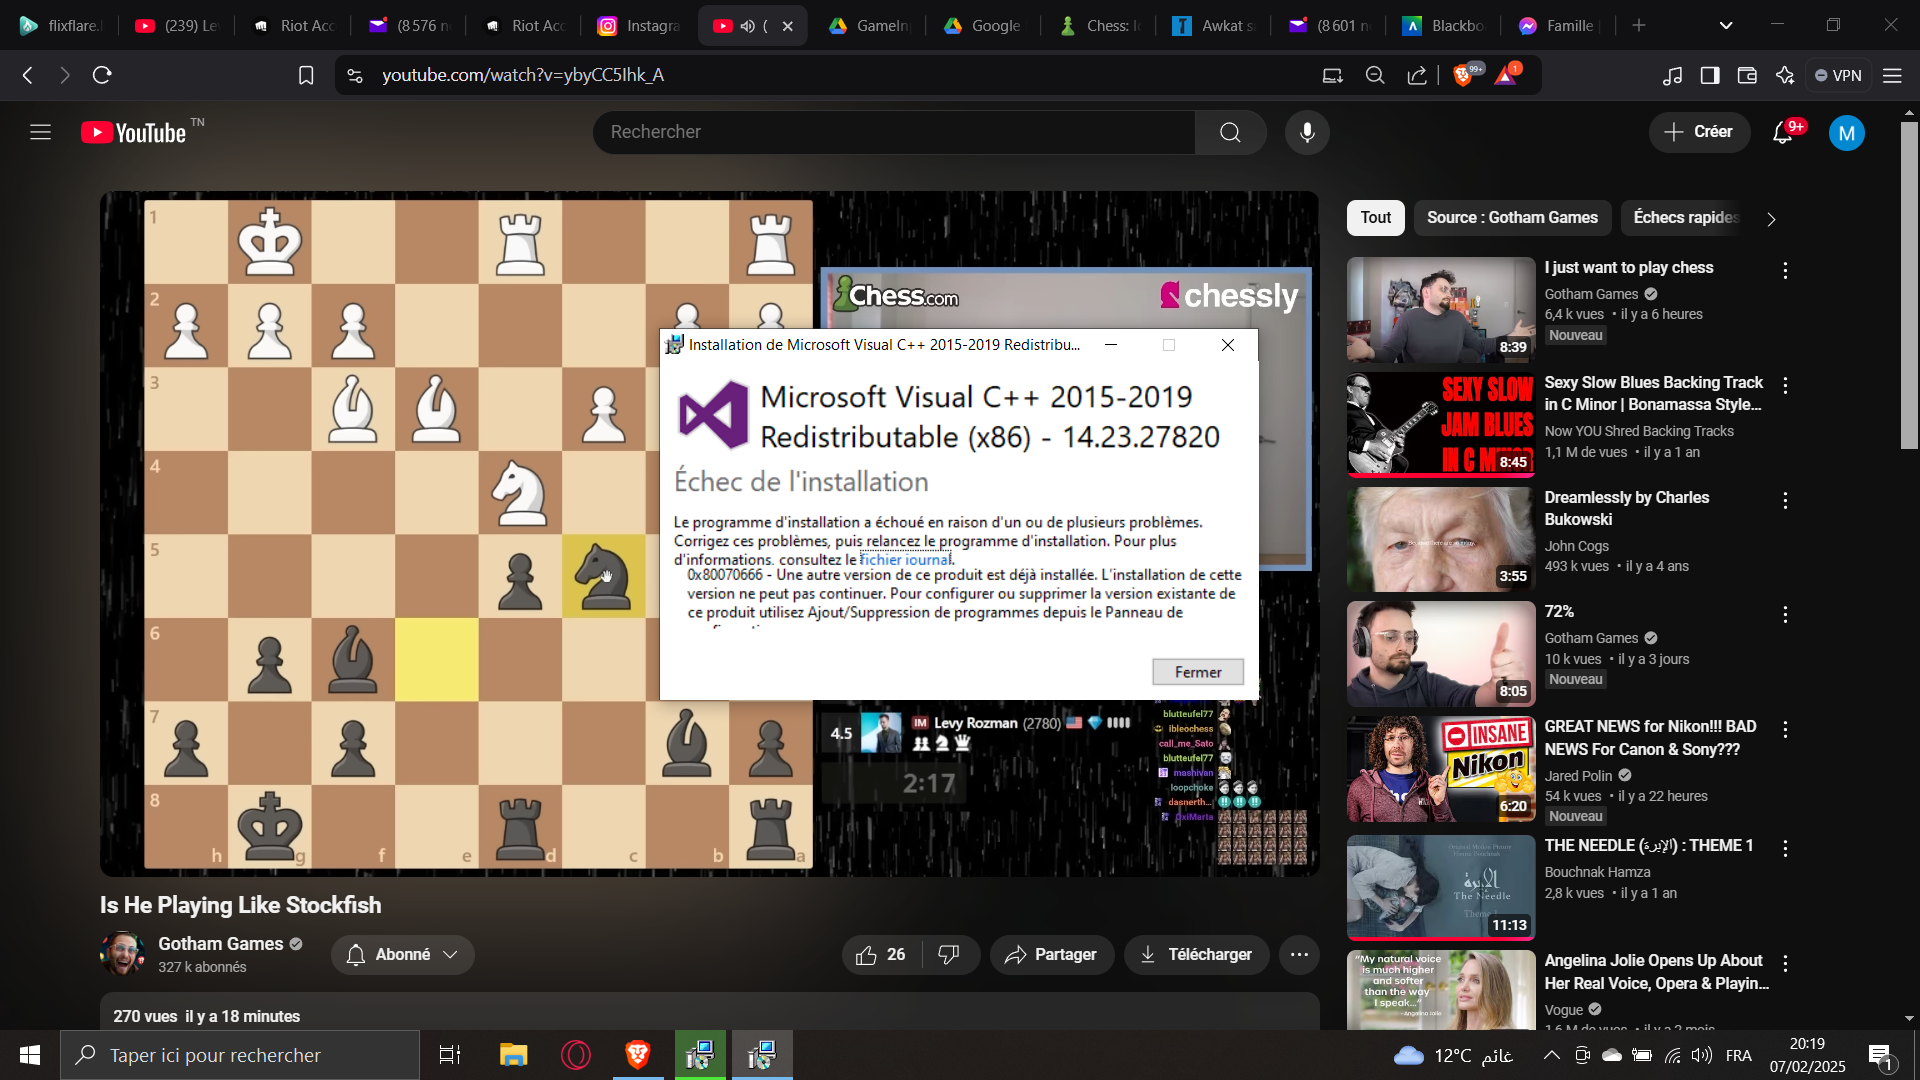 flixflare.
(239) Le
Riot Acc
(8 576 n
Riot Acc
Instagra
(
GameIn
Google
Chess: Ic
Awkat s
(8 601 n
Blackbo
Famille
youtube.com/watch?v=ybyCC5Ihk_A
99+
1
VPN
YouTube TN
Rechercher
Créer
9+
M
Tout
Source : Gotham Games
Échecs rapides
1
2
3
4
5
6
7
8
h g f e d c b a
Chess.com
chessly
Installation de Microsoft Visual C++ 2015-2019 Redistribu...
Microsoft Visual C++ 2015-2019
Redistributable (x86) - 14.23.27820
Échec de l'installation
Le programme d'installation a échoué en raison d'un ou de plusieurs problèmes.
Corrigez ces problèmes, puis relancez le programme d'installation. Pour plus
d'informations, consultez le fichier journal.
0x80070666 - Une autre version de ce produit est déjà installée. L'installation de cette
version ne peut pas continuer. Pour configurer ou supprimer la version existante de
ce produit utilisez Ajout/Suppression de programmes depuis le Panneau de
Fermer
4.5
IM Levy Rozman (2780)
2:17
blutteufel77
ibleochess
call_me_Sato
blutteufel77
mashivan
loopchoke
dasnerth...
OxiMarta
Is He Playing Like Stockfish
Gotham Games
327 k abonnés
Abonné
26
Partager
Télécharger
270 vues il y a 18 minutes
I just want to play chess
Gotham Games
6,4 k vues • il y a 6 heures
Nouveau
8:39
SEXY SLOW
JAM BLUES
IN C MINOR
8:45
Sexy Slow Blues Backing Track
in C Minor | Bonamassa Style...
Now YOU Shred Backing Tracks
1,1 M de vues • il y a 1 an
3:55
Dreamlessly by Charles
Bukowski
John Cogs
493 k vues • il y a 4 ans
8:05
72%
Gotham Games
10 k vues • il y a 3 jours
Nouveau
INSANE
Nikon
6:20
GREAT NEWS for Nikon!!! BAD
NEWS For Canon & Sony???
Jared Polin
54 k vues • il y a 22 heures
Nouveau
الإبرة
The Needle
Theme 1
11:13
THE NEEDLE (الإبرة) : THEME 1
Bouchnak Hamza
2,8 k vues • il y a 1 an
"My natural voice
is much higher
and softer
than the way
I speak..."
- Angelina Jolie
Angelina Jolie Opens Up About
Her Real Voice, Opera & Playin...
Vogue
1,6 M de vues • il y a 2 mois
Taper ici pour rechercher
12°C غائم
FRA
20:19
07/02/2025
1